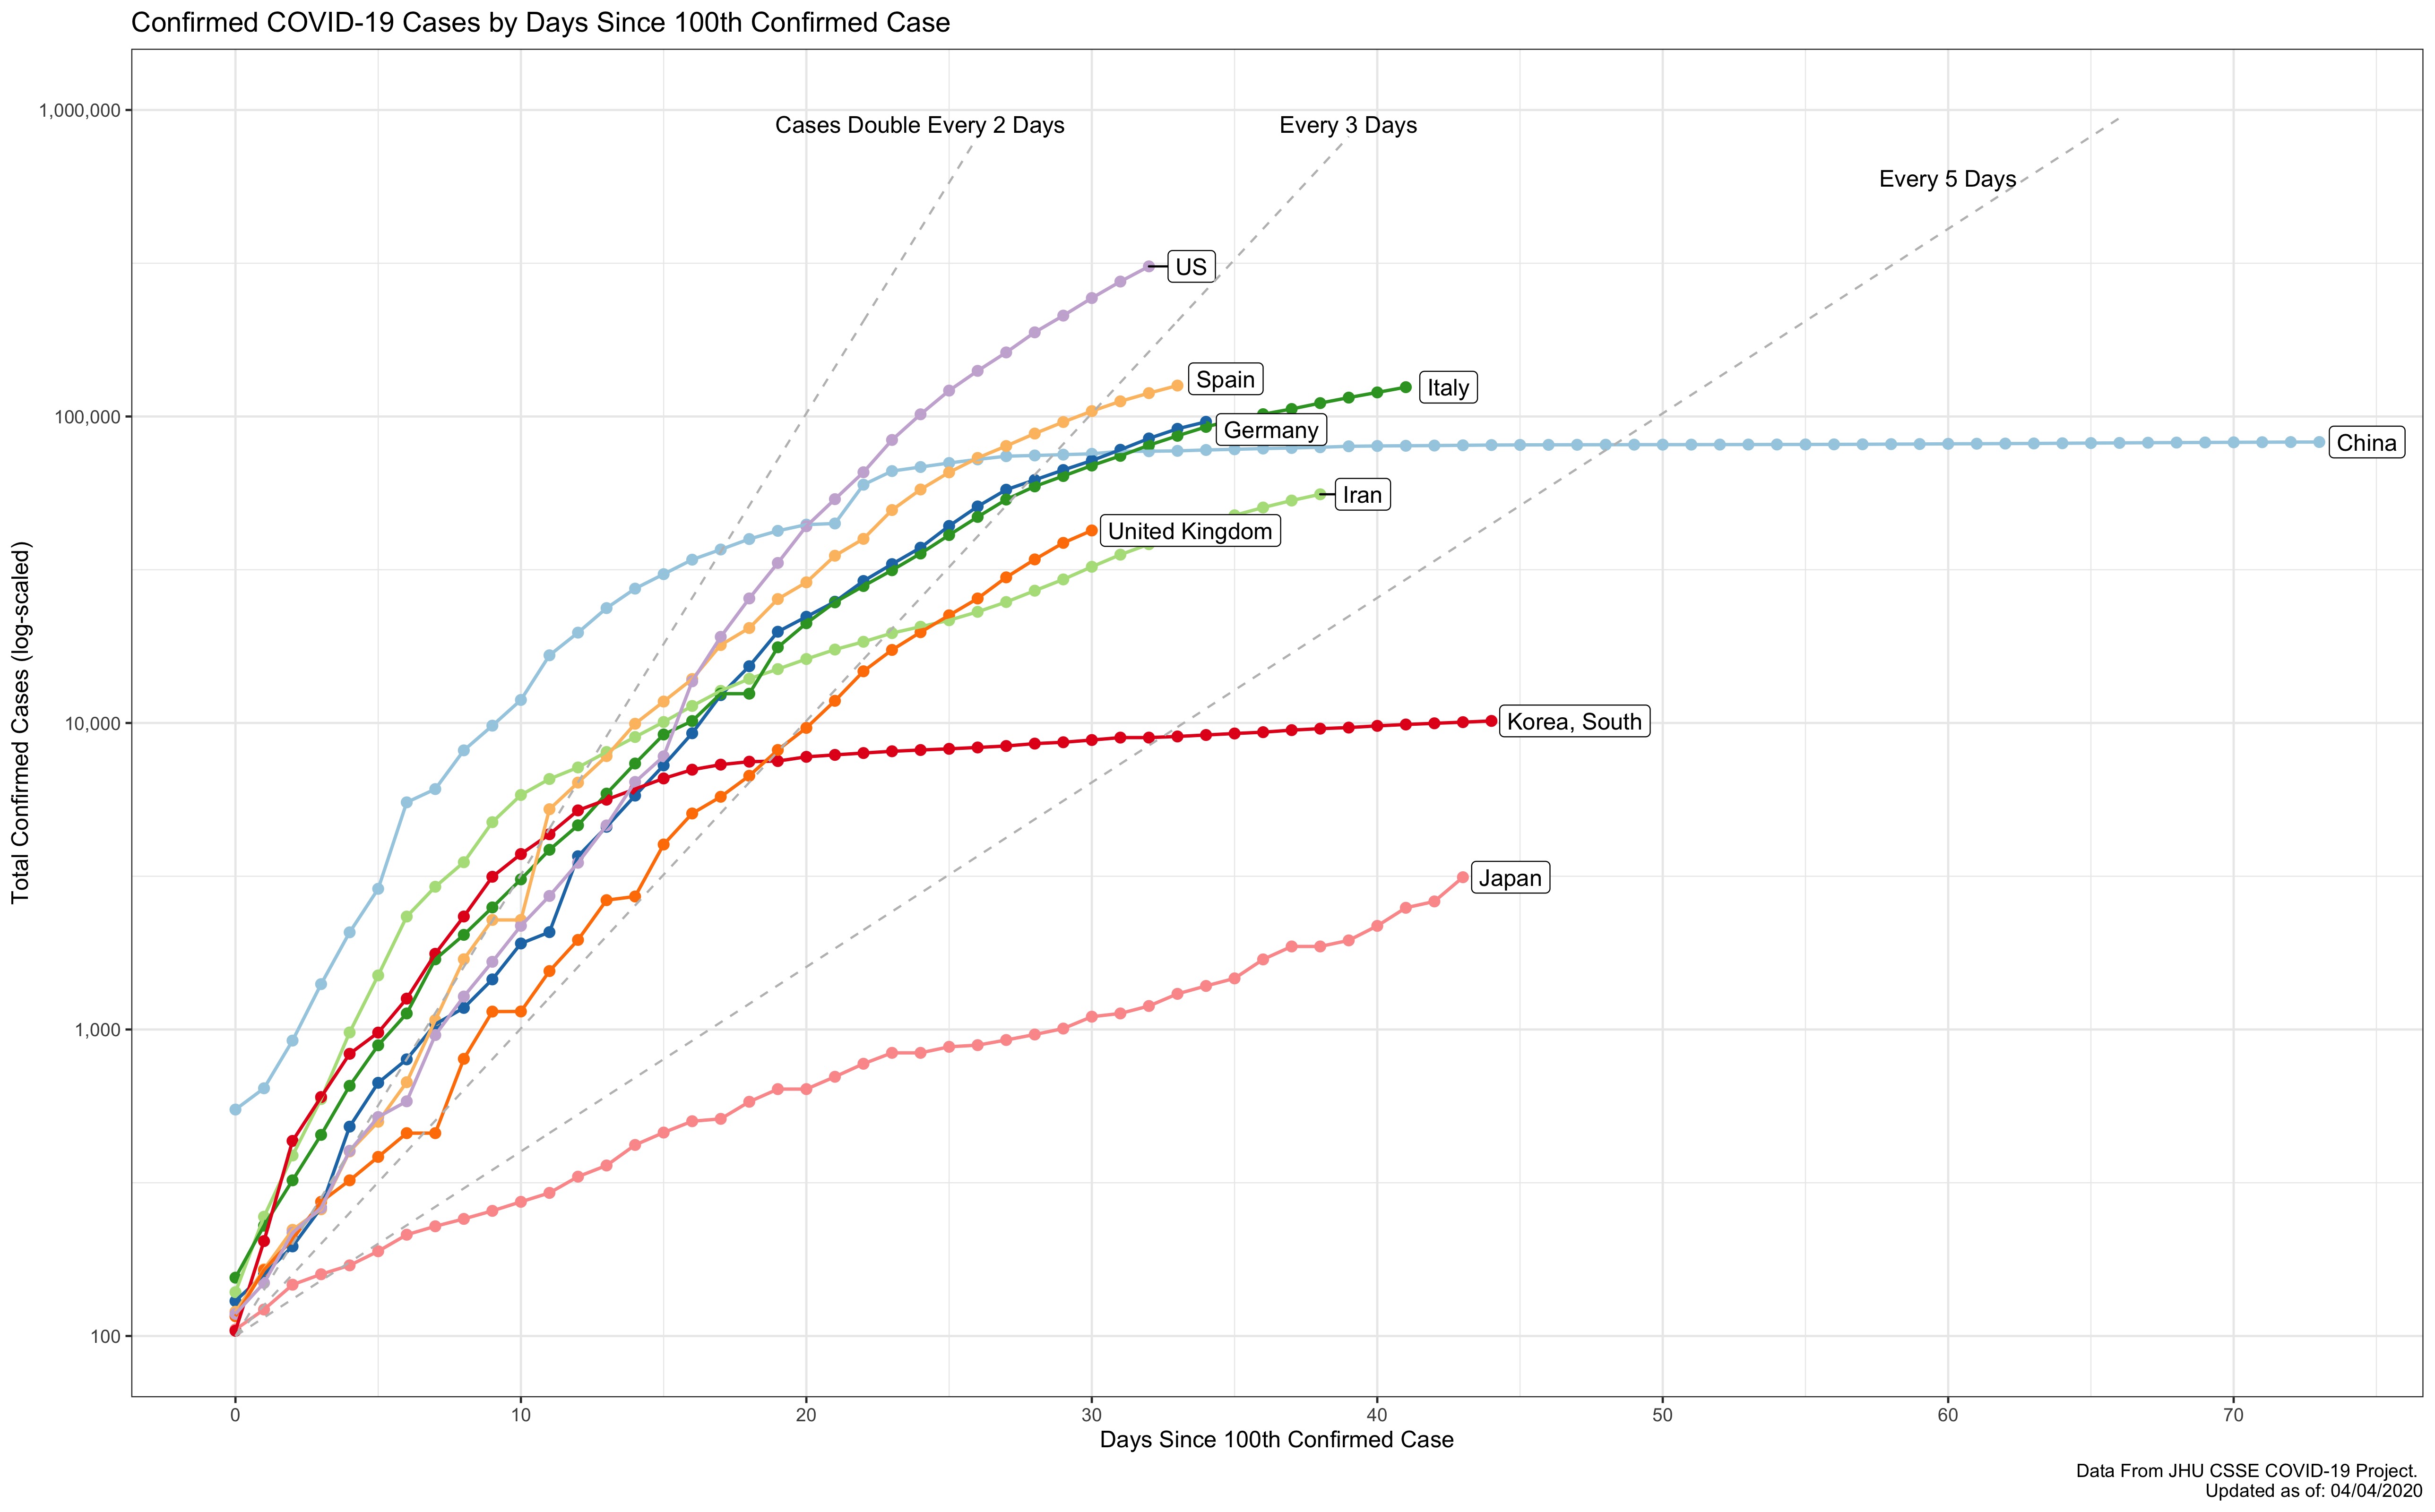 Confirmed COVID-19 Cases by Days Since 100th Confirmed Case
1,000,000
100,000
10,000
1,000
100
Total Confirmed Cases (log-scaled)
Cases Double Every 2 Days
Every 3 Days
Every 5 Days
US
Spain
Italy
Germany
China
Iran
United Kingdom
Korea, South
Japan
0 10 20 30 40 50 60 70
Days Since 100th Confirmed Case
Data From JHU CSSE COVID-19 Project.
Updated as of: 04/04/2020